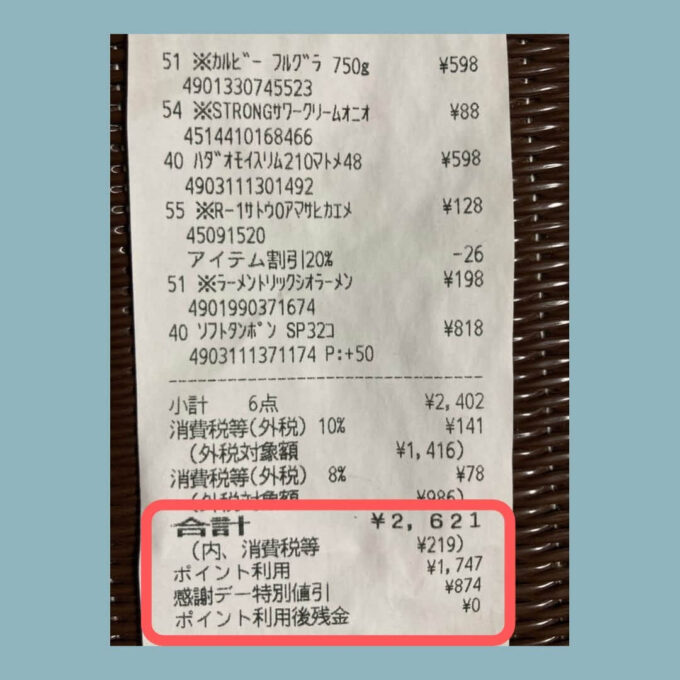 51 ※ｶﾙﾋﾞｰ ﾌﾙｸﾞﾗ 750g ¥598
4901330745523
54 ※STRONGｻﾜｰｸﾘｰﾑｵﾆｵ ¥88
4514410168466
40 ﾊﾀﾞｵﾓｲｽﾘﾑ210ﾏﾄﾒ48 ¥598
4903111301492
55 ※R-1ｻﾄｳ0ｱﾏｻﾋｶｴﾒ ¥128
45091520
アイテム割引20% -26
51 ※ﾗｰﾒﾝﾄﾘｯｸｼｵﾗｰﾒﾝ ¥198
4901990371674
40 ｿﾌﾄﾀﾝﾎﾟﾝ SP32ｺ ¥818
4903111371174 P:+50
小計 6点 ¥2,402
消費税等(外税) 10% ¥141
(外税対象額 ¥1,416)
消費税等(外税) 8% ¥78
(外税対象額 ¥986)
合計 ¥2,621
(内、消費税等 ¥219)
ポイント利用 ¥1,747
感謝デー特別値引 ¥874
ポイント利用後残金 ¥0